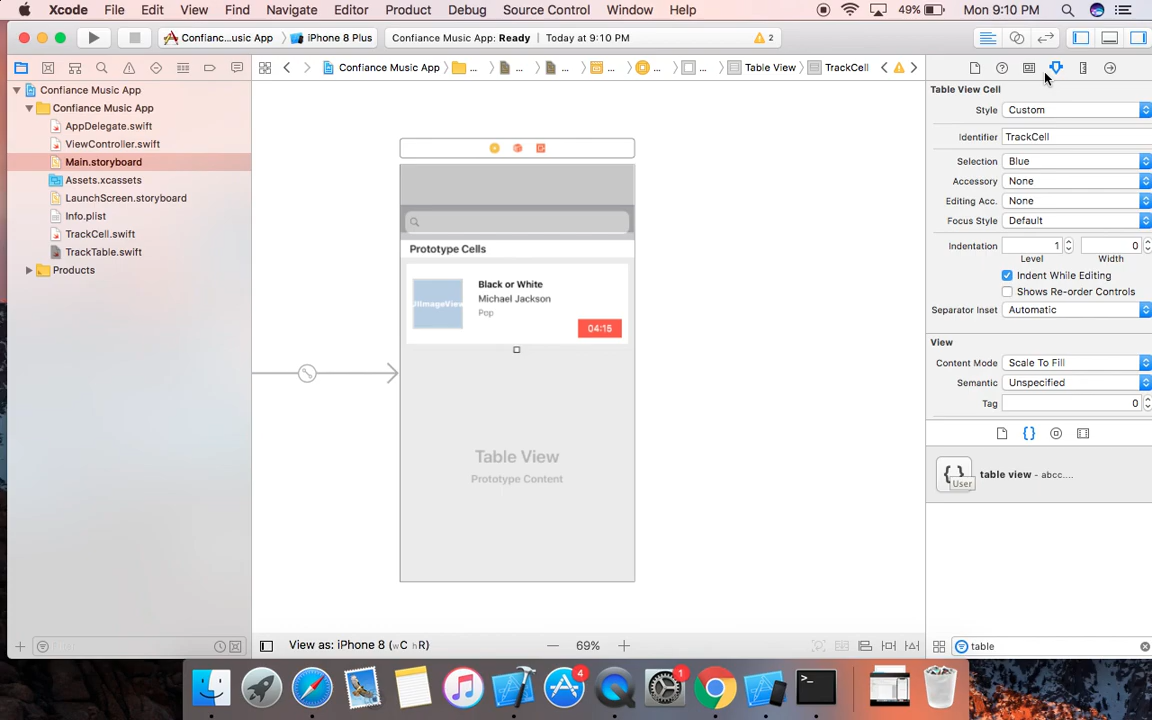 Xcode File Edit View Find Navigate Editor Product Debug Source Control Window Help 49% Mon 9:10 PM
Confianc...usic App iPhone 8 Plus Confiance Music App: Ready Today at 9:10 PM 2
Confiance Music App ... ... ... ... ... ... Table View TrackCell
Confiance Music App
Confiance Music App
AppDelegate.swift
ViewController.swift
Main.storyboard
Assets.xcassets
LaunchScreen.storyboard
Info.plist
TrackCell.swift
TrackTable.swift
Products
Prototype Cells
UIImageView
Black or White
Michael Jackson
Pop
04:15
Table View
Prototype Content
View as: iPhone 8 (wC hR)
69%
Table View Cell
Style Custom
Identifier TrackCell
Selection Blue
Accessory None
Editing Acc. None
Focus Style Default
Indentation 1 0
Level Width
Indent While Editing
Shows Re-order Controls
Separator Inset Automatic
View
Content Mode Scale To Fill
Semantic Unspecified
Tag 0
{ } User table view - abcc....
table
4
1